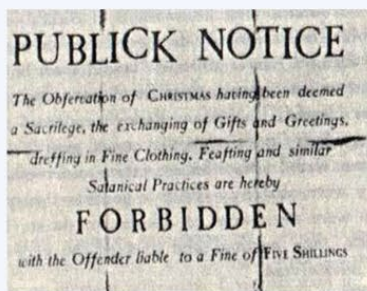 PUBLICK NOTICE
The Obſervation of CHRISTMAS having been deemed
a Sacrilege, the exchanging of Gifts and Greetings,
dreſſing in Fine Clothing, Feaſting and similar
Satanical Practices are hereby
FORBIDDEN
with the Offender liable to a Fine of FIVE SHILLINGS